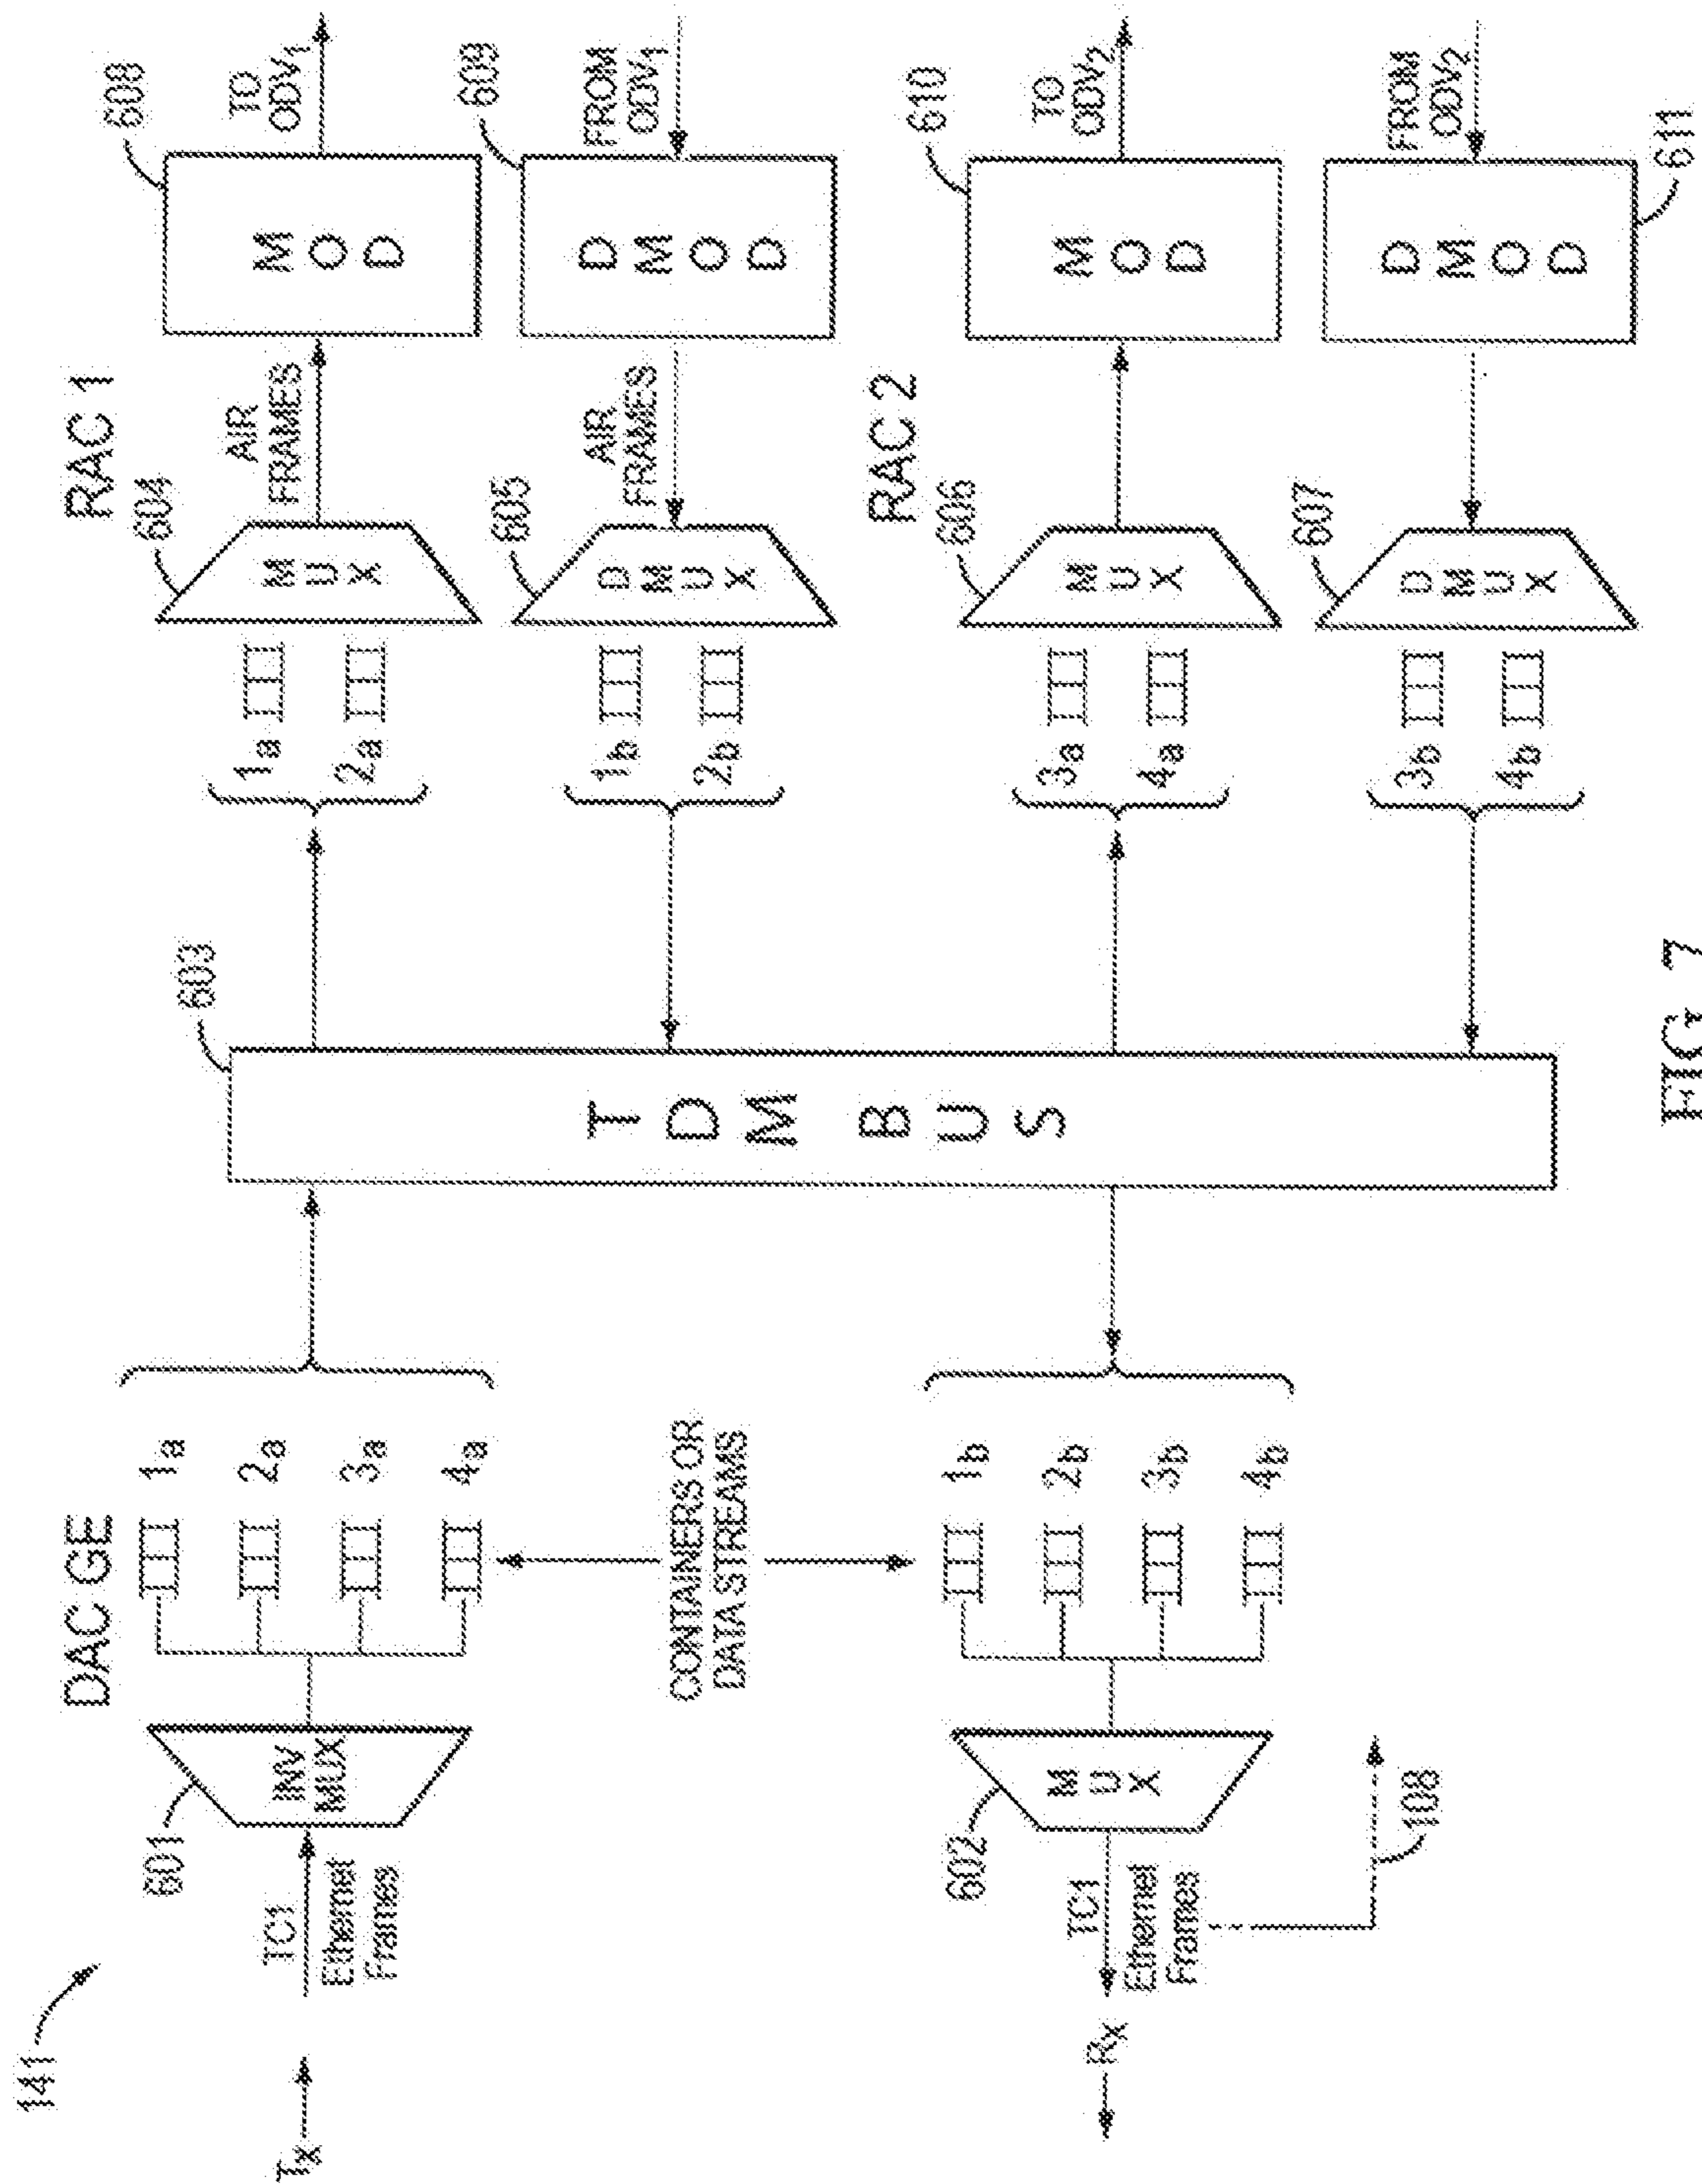 141
DAC GE
Tx
TC1
Ethernet
Frames
601
INV
MUX
1a
2a
3a
4a
CONTAINERS OR
DATA STREAMS
Rx
TC1
Ethernet
Frames
108
602
MUX
1b
2b
3b
4b
603
TDM BUS
RAC 1
1a
2a
604
MUX
AIR
FRAMES
608
MOD
TO
ODV1
1b
2b
605
DMUX
AIR
FRAMES
609
DMOD
FROM
ODV1
RAC 2
3a
4a
606
MUX
610
MOD
TO
ODV2
3b
4b
607
DMUX
611
DMOD
FROM
ODV2
FIG. 7